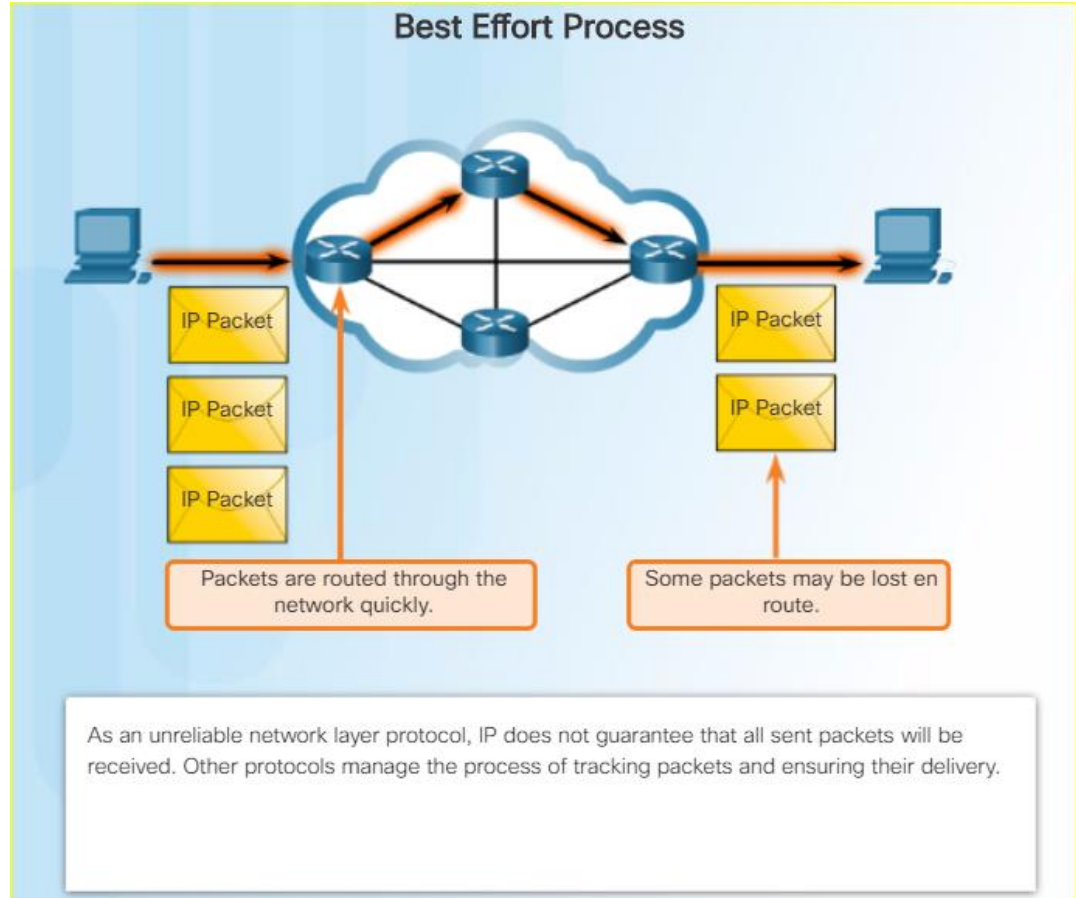 Best Effort Process
IP Packet
IP Packet
IP Packet
IP Packet
IP Packet
Packets are routed through the
network quickly.
Some packets may be lost en
route.
As an unreliable network layer protocol, IP does not guarantee that all sent packets will be
received. Other protocols manage the process of tracking packets and ensuring their delivery.